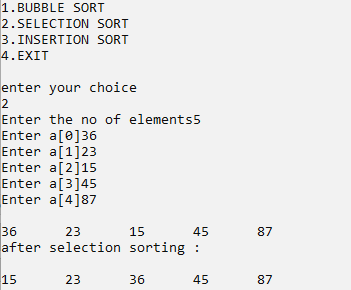 1.BUBBLE SORT
2.SELECTION SORT
3.INSERTION SORT
4.EXIT
enter your choice
2
Enter the no of elements5
Enter a[0]36
Enter a[1]23
Enter a[2]15
Enter a[3]45
Enter a[4]87
36 23 15 45 87
after selection sorting :
15 23 36 45 87